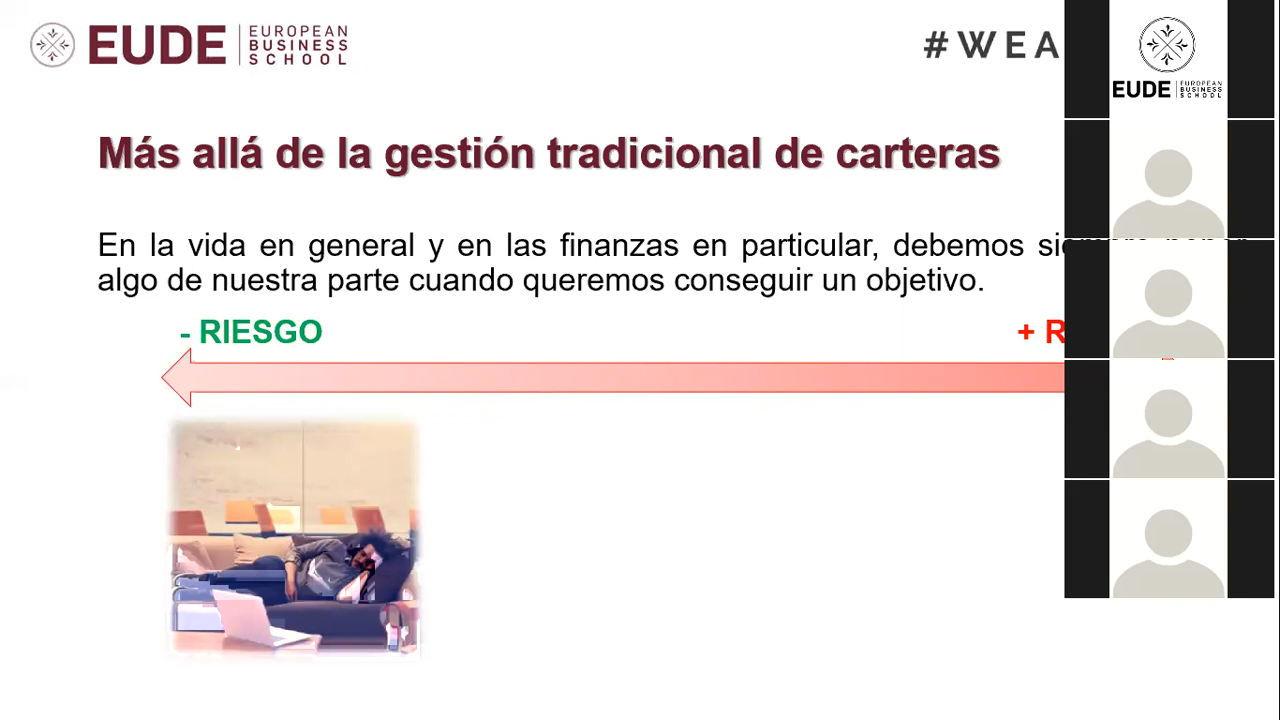 EUDE
EUROPEAN
BUSINESS
SCHOOL
#WEA
EUDE
EUROPEAN
BUSINESS
SCHOOL
Más allá de la gestión tradicional de carteras
En la vida en general y en las finanzas en particular, debemos
algo de nuestra parte cuando queremos conseguir un objetivo.
- RIESGO
+ R